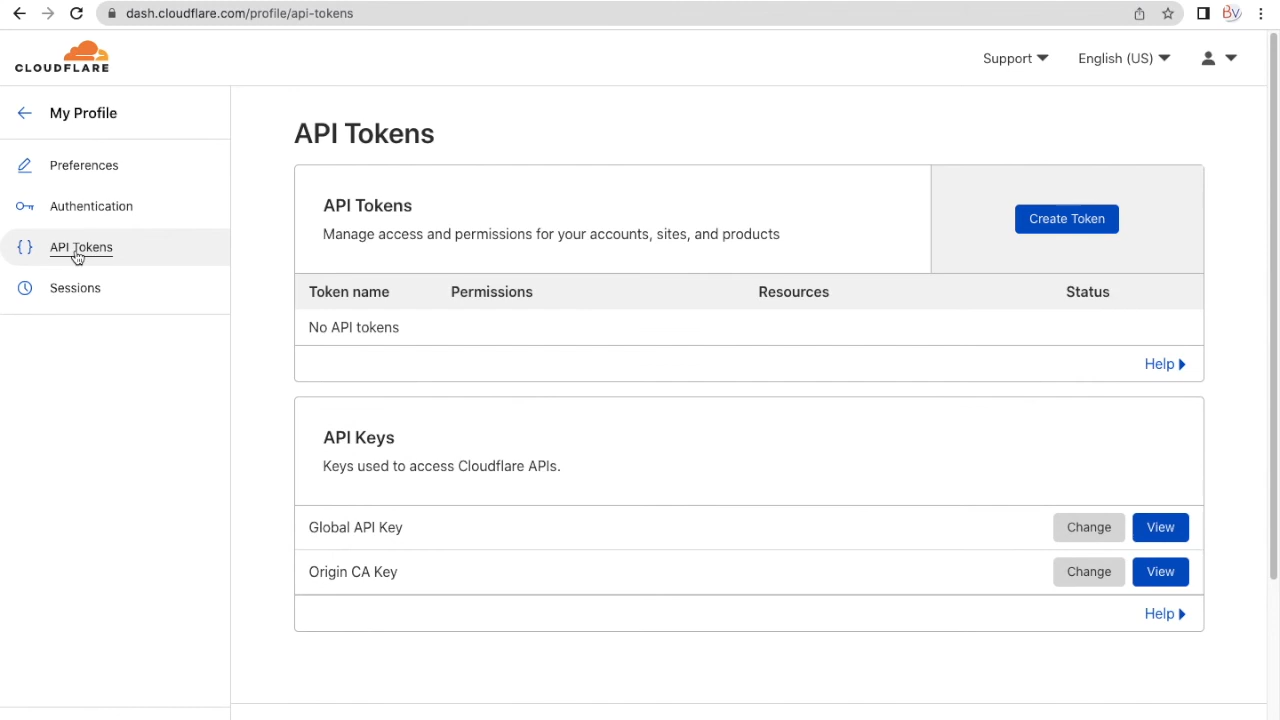 dash.cloudflare.com/profile/api-tokens
BV
CLOUDFLARE
Support
English (US)
My Profile
Preferences
Authentication
API Tokens
Sessions
API Tokens
API Tokens
Manage access and permissions for your accounts, sites, and products
Create Token
Token name Permissions Resources Status
No API tokens
Help
API Keys
Keys used to access Cloudflare APIs.
Global API Key Change View
Origin CA Key Change View
Help